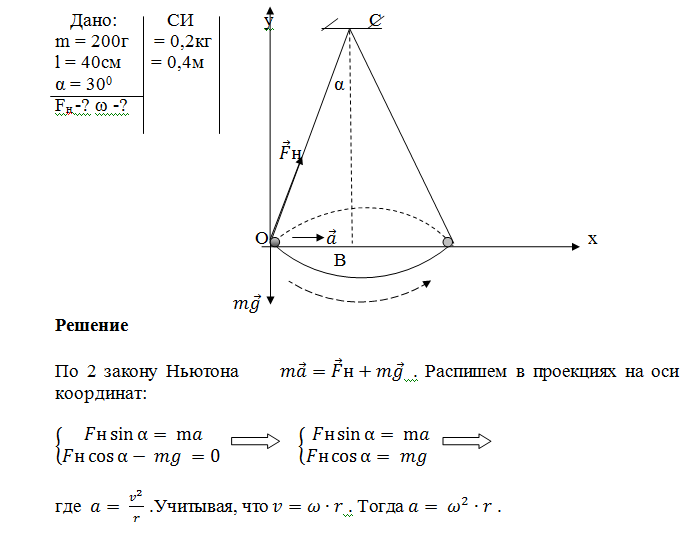 Дано: СИ
m = 200г = 0,2кг
l = 40см = 0,4м
α = 30⁰
Fн -? ω -?
y
C
α
F⃗н
O
a⃗
x
B
mg⃗
Решение
По 2 закону Ньютона ma⃗ = F⃗н + mg⃗ . Распишем в проекциях на оси
координат:
{ Fн sin α = ma { Fн sin α = ma
{ Fн cos α − mg = 0 { Fн cos α = mg
где a = v²/r .Учитывая, что v = ω · r . Тогда a = ω² · r .